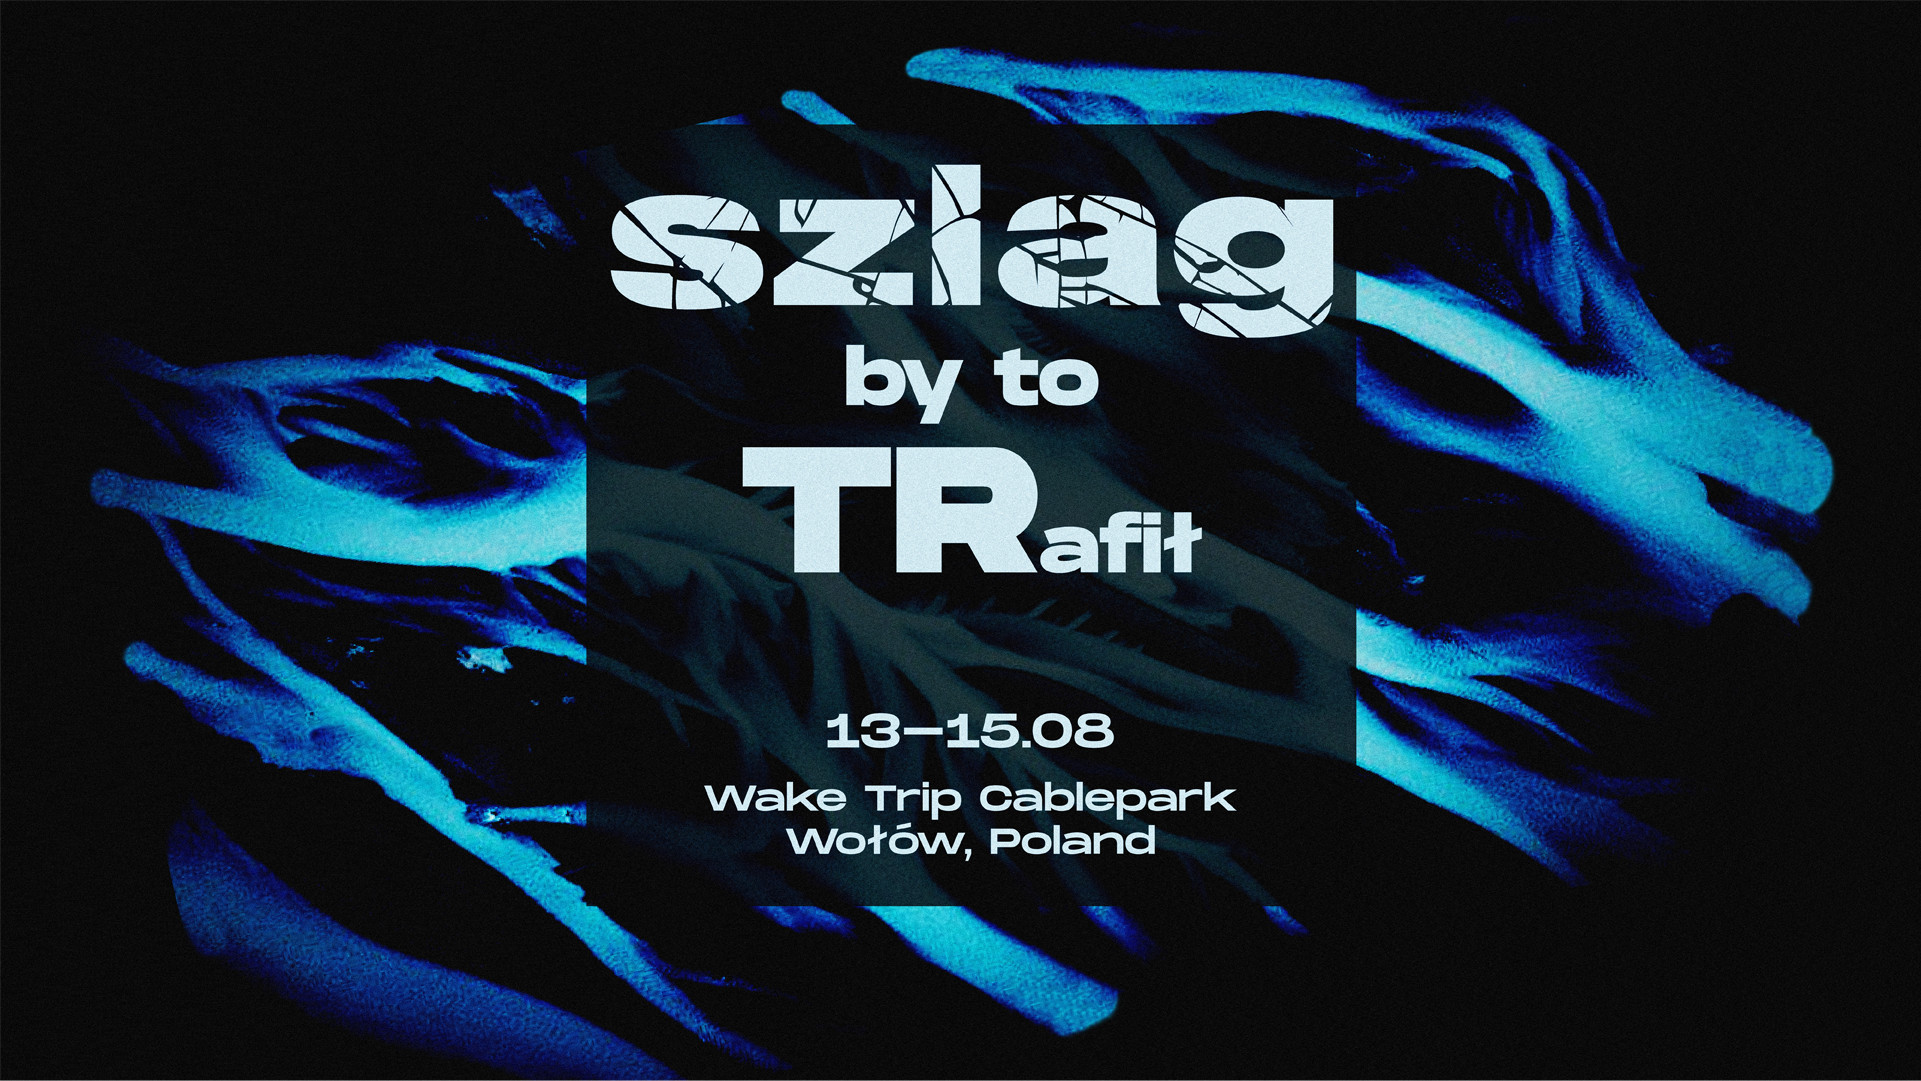 szlag
by to
TRafił
13—15.08
Wake Trip Cablepark
Wołów, Poland